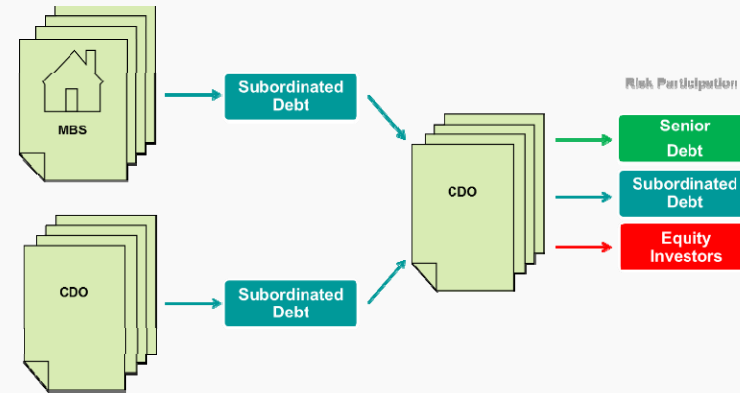 MBS
Subordinated
Debt
CDO
Subordinated
Debt
CDO
Risk Participation
Senior
Debt
Subordinated
Debt
Equity
Investors